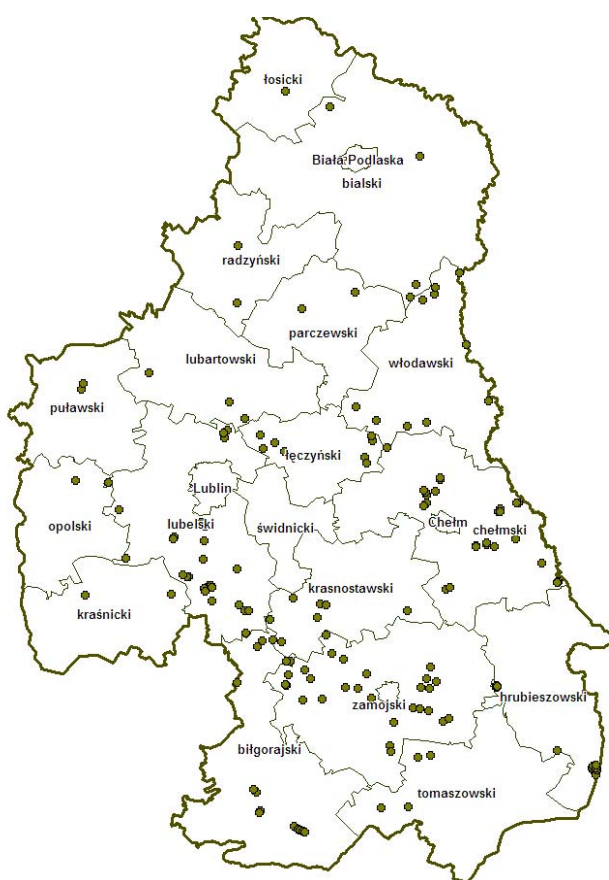 łosicki
Biała Podlaska
bialski
radzyński
parczewski
lubartowski
włodawski
puławski
łęczyński
Lublin
opolski
lubelski
świdnicki
Chełm
chełmski
krasnostawski
kraśnicki
hrubieszowski
zamojski
biłgorajski
tomaszowski